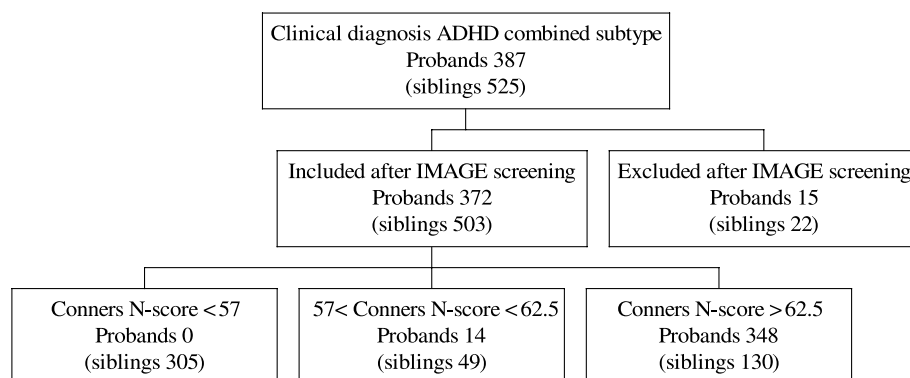 Clinical diagnosis ADHD combined subtype
Probands 387
(siblings 525)
Included after IMAGE screening
Probands 372
(siblings 503)
Excluded after IMAGE screening
Probands 15
(siblings 22)
Conners N-score <57
Probands 0
(siblings 305)
57< Conners N-score <62.5
Probands 14
(siblings 49)
Conners N-score >62.5
Probands 348
(siblings 130)